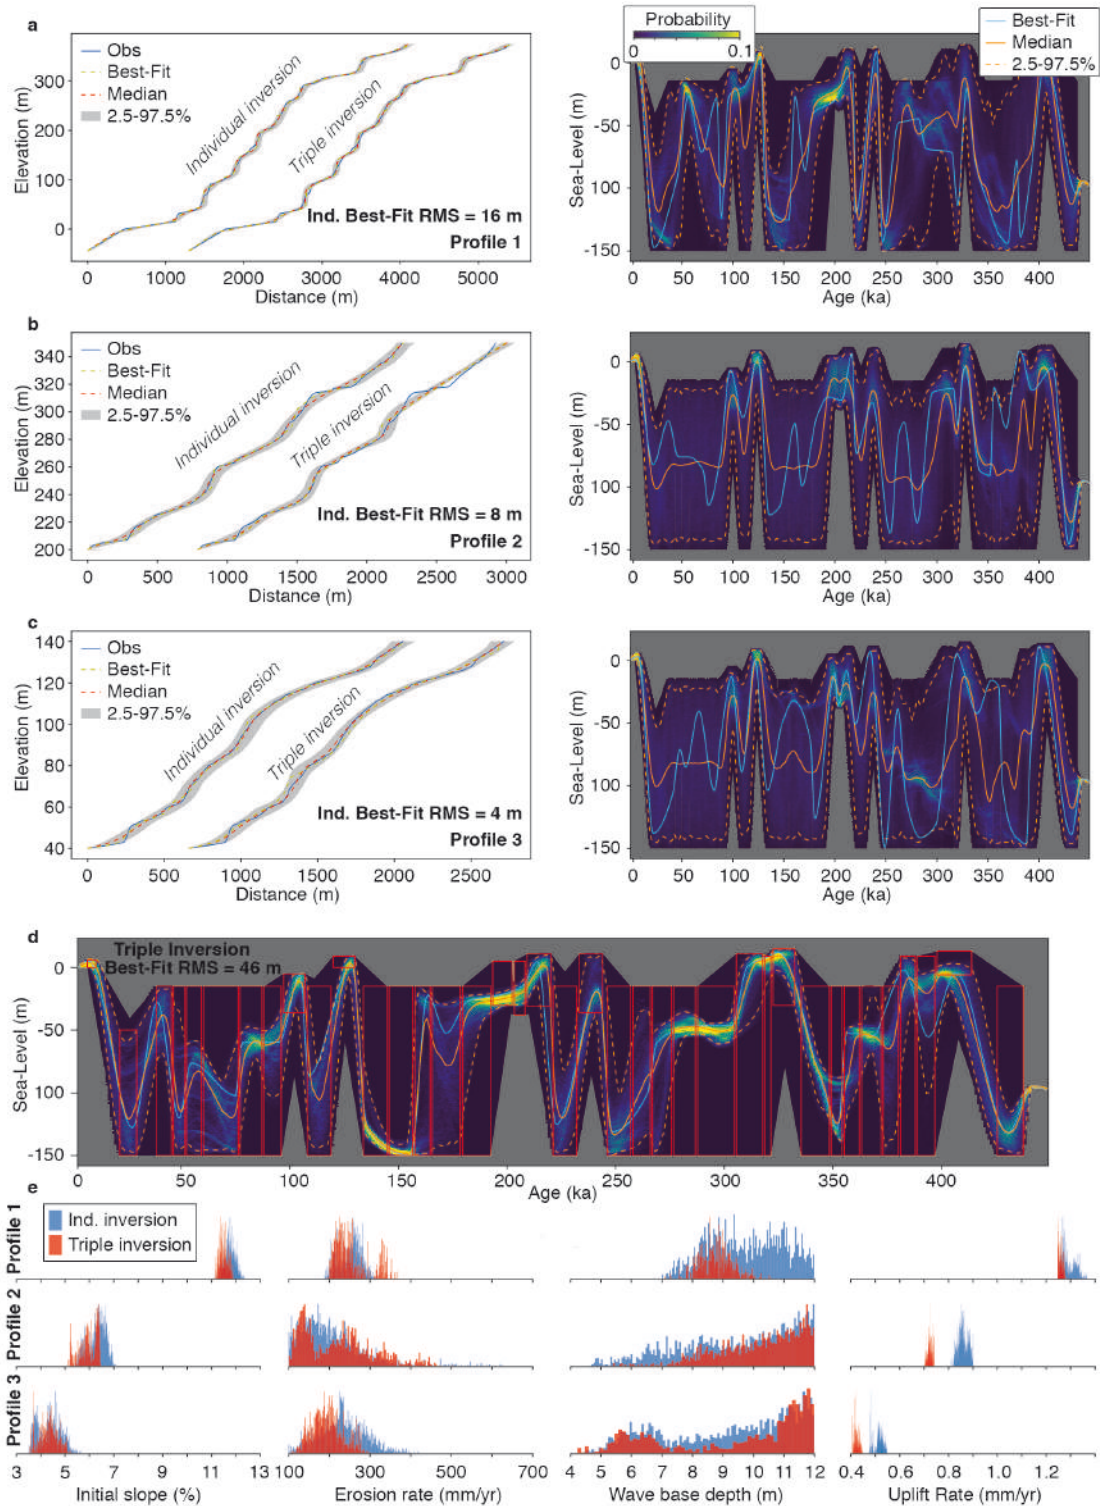 a
Obs
Best-Fit
Median
2.5-97.5%
Individual inversion
Triple inversion
Ind. Best-Fit RMS = 16 m
Profile 1
Elevation (m)
300
200
100
0
0 1000 2000 3000 4000 5000
Distance (m)
Probability
0 0.1
Best-Fit
Median
2.5-97.5%
Sea-Level (m)
0
-50
100
-150
0 50 100 150 200 250 300 350 400
Age (ka)
b
Obs
Best-Fit
Median
2.5-97.5%
Individual inversion
Triple inversion
Ind. Best-Fit RMS = 8 m
Profile 2
Elevation (m)
340
320
300
280
260
240
220
200
0 500 1000 1500 2000 2500 3000
Distance (m)
Sea-Level (m)
0
-50
100
-150
0 50 100 150 200 250 300 350 400
Age (ka)
c
Obs
Best-Fit
Median
2.5-97.5%
Individual inversion
Triple inversion
Ind. Best-Fit RMS = 4 m
Profile 3
Elevation (m)
140
120
100
80
60
40
0 500 1000 1500 2000 2500
Distance (m)
Sea-Level (m)
0
-50
100
-150
0 50 100 150 200 250 300 350 400
Age (ka)
d
Triple Inversion
Best-Fit RMS = 46 m
Sea-Level (m)
0
-50
100
-150
0 50 100 150 200 250 300 350 400
Age (ka)
e
Ind. inversion
Triple inversion
Profile 1
Profile 2
Profile 3
3 5 7 9 11 13
Initial slope (%)
100 300 500 700
Erosion rate (mm/yr)
4 5 6 7 8 9 10 11 12
Wave base depth (m)
0.4 0.6 0.8 1.0 1.2
Uplift Rate (mm/yr)